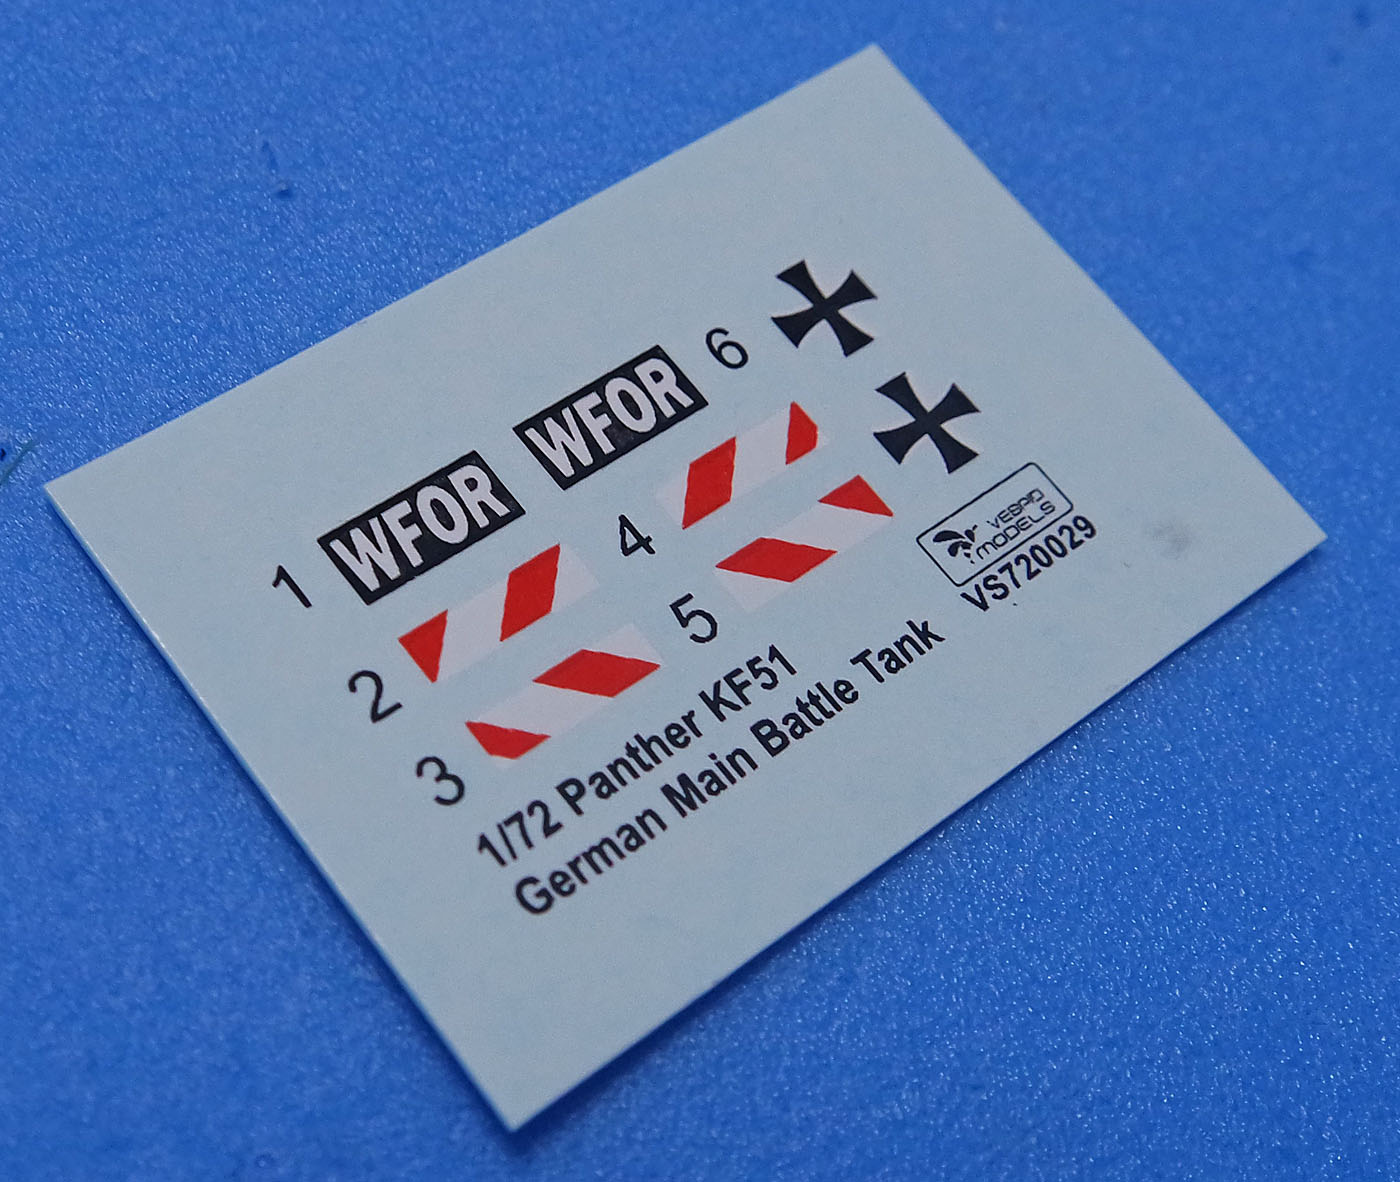 1 WFOR WFOR 6
2 4
3 5
1/72 Panther KF51
German Main Battle Tank
VESPID
MODELS
VS720029